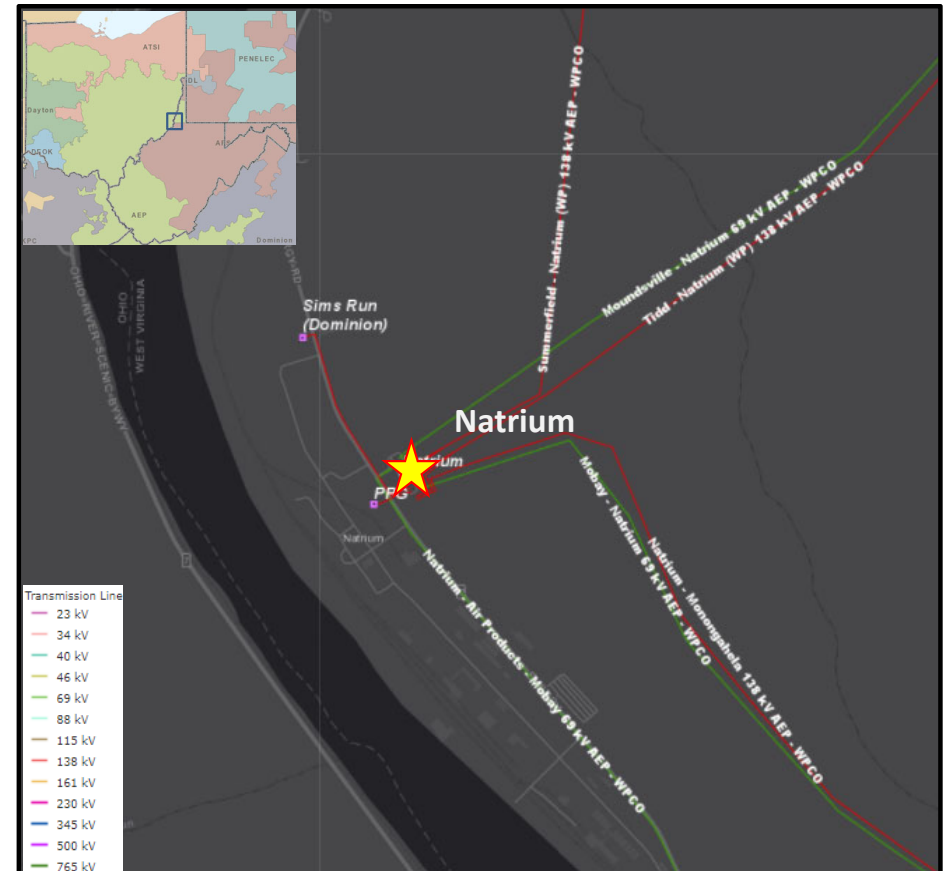 ATSI
PENELEC
DL
Dayton
DEOK
AEP
Dominion
OHIO-RIVER-SCENIC-BYWY
OHIO
WEST VIRGINIA
Sims Run
(Dominion)
Summerfield - Natrium (WP) 138 kV AEP - WPCO
Moundsville - Natrium 69 kV AEP - WPCO
Tidd - Natrium (WP) 138 kV AEP - WPCO
Natrium
PPG
Natrium
Mobay - Natrium 69 kV AEP - WPCO
Natrium - Monongahela 138 kV AEP - WPCO
Natrium - Air Products - Mobay 69 kV AEP - WPCO
Transmission Line
23 kV
34 kV
40 kV
46 kV
69 kV
88 kV
115 kV
138 kV
161 kV
230 kV
345 kV
500 kV
765 kV